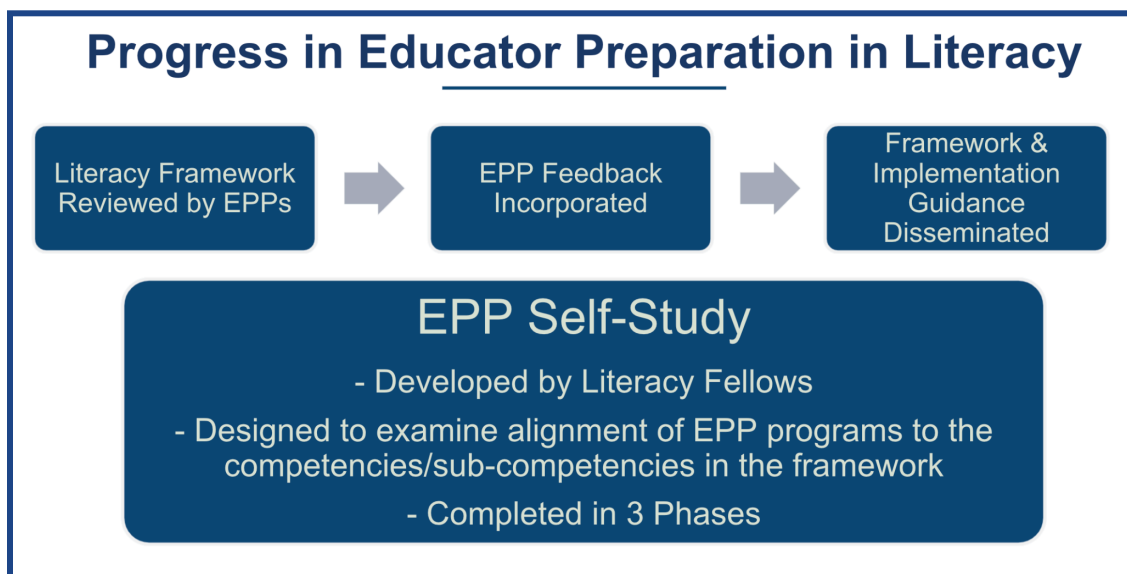 Progress in Educator Preparation in Literacy
Literacy Framework
Reviewed by EPPs
EPP Feedback
Incorporated
Framework &
Implementation
Guidance
Disseminated
EPP Self-Study
- Developed by Literacy Fellows
- Designed to examine alignment of EPP programs to the
competencies/sub-competencies in the framework
- Completed in 3 Phases